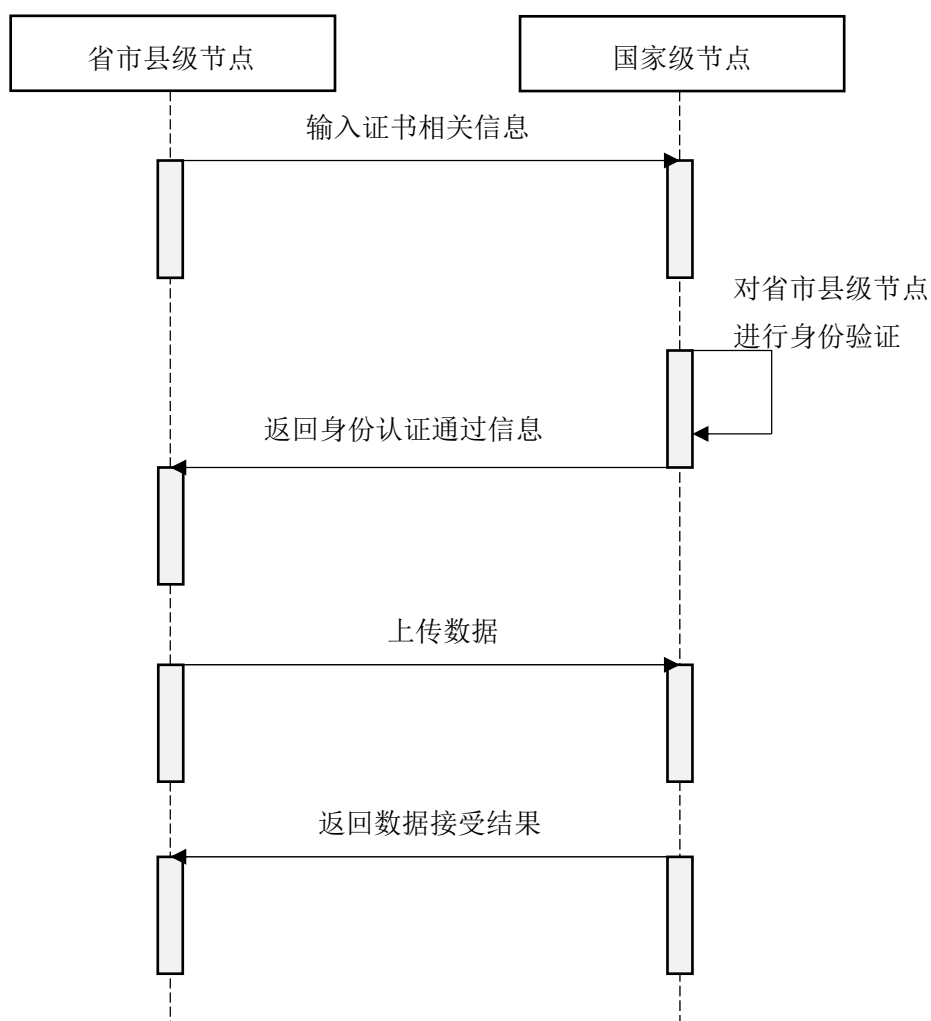 省市县级节点
国家级节点
输入证书相关信息
对省市县级节点
进行身份验证
返回身份认证通过信息
上传数据
返回数据接受结果